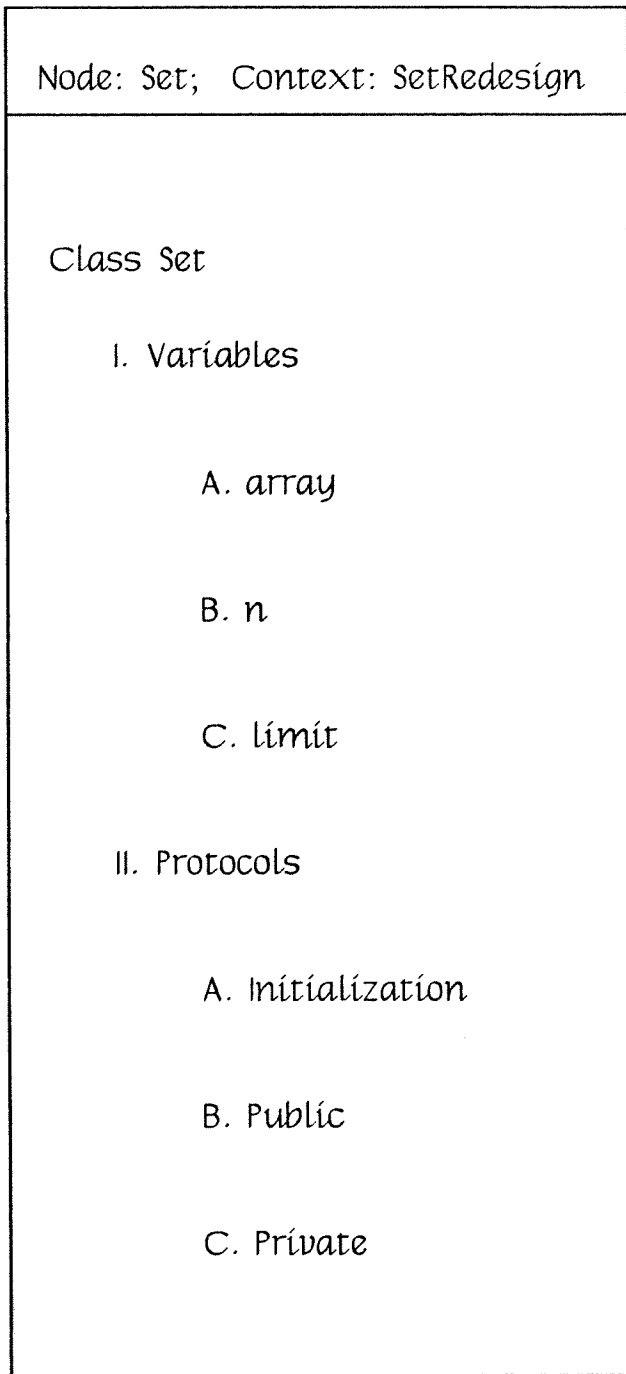 Node: Set; Context: SetRedesign
Class Set
I. Variables
A. array
B. n
C. limit
II. Protocols
A. Initialization
B. Public
C. Private